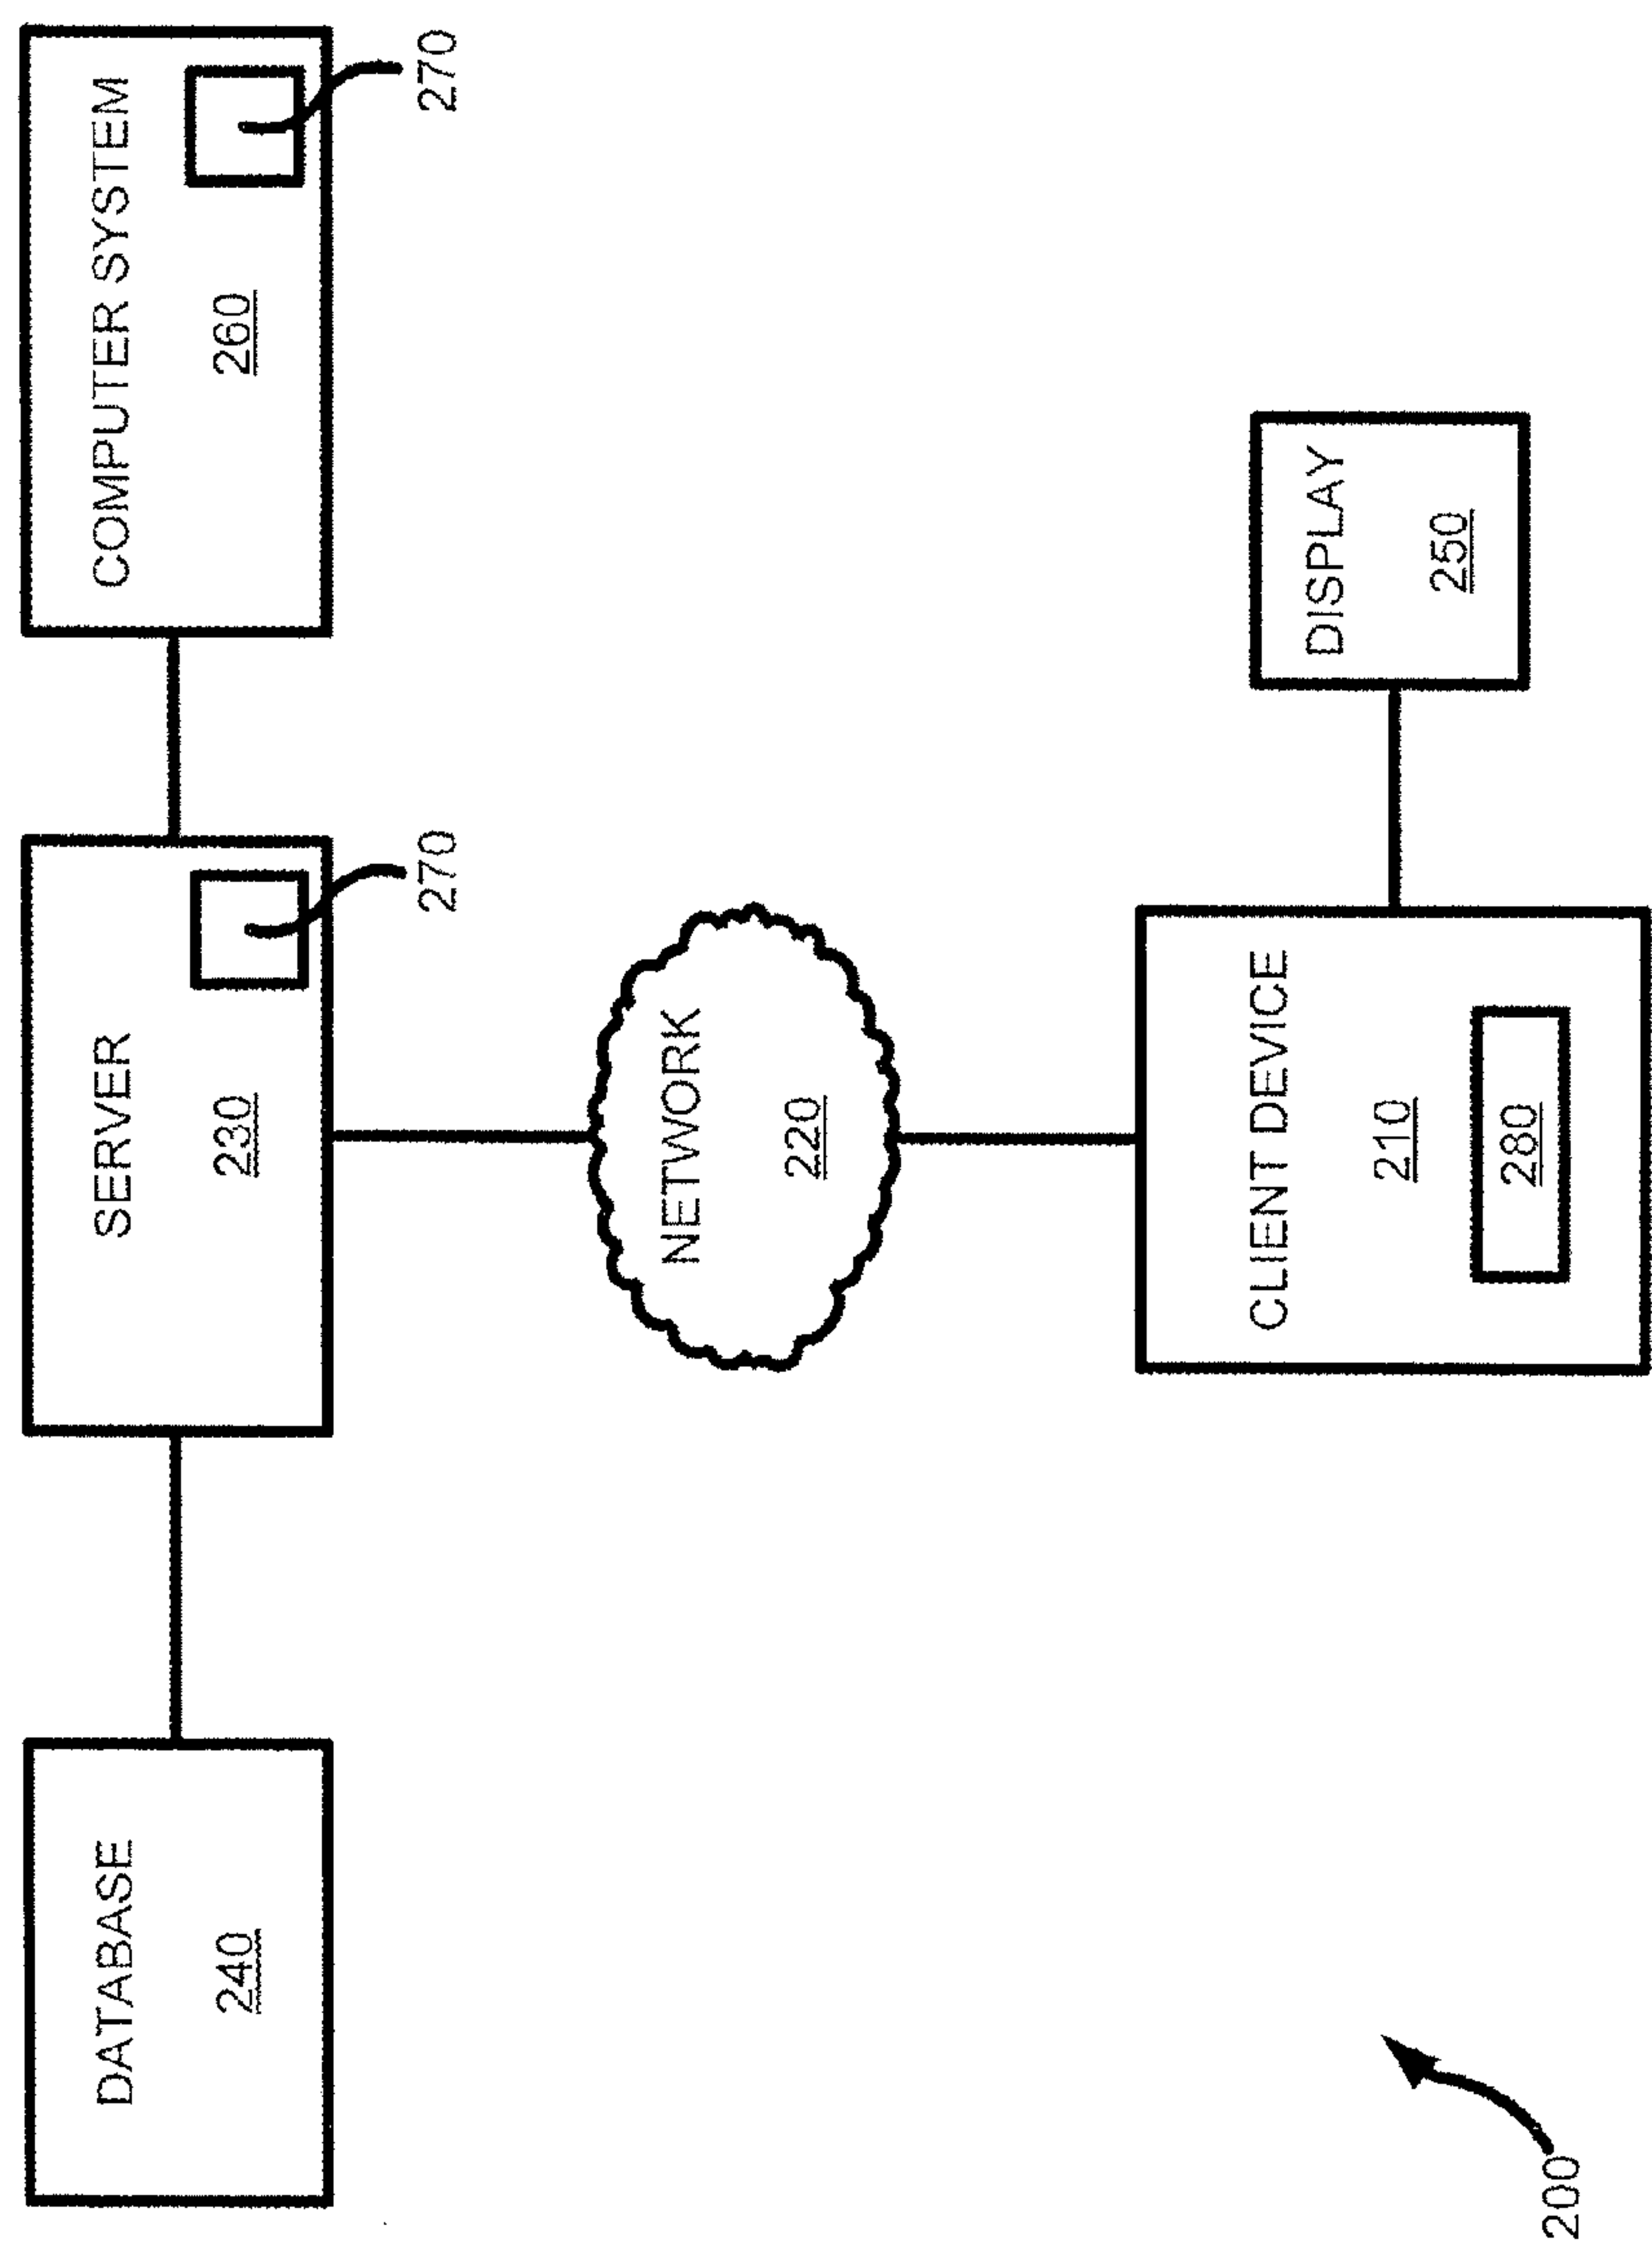 DATABASE
240
SERVER
230
270
COMPUTER SYSTEM
260
270
NETWORK
220
CLIENT DEVICE
210
280
DISPLAY
250
200